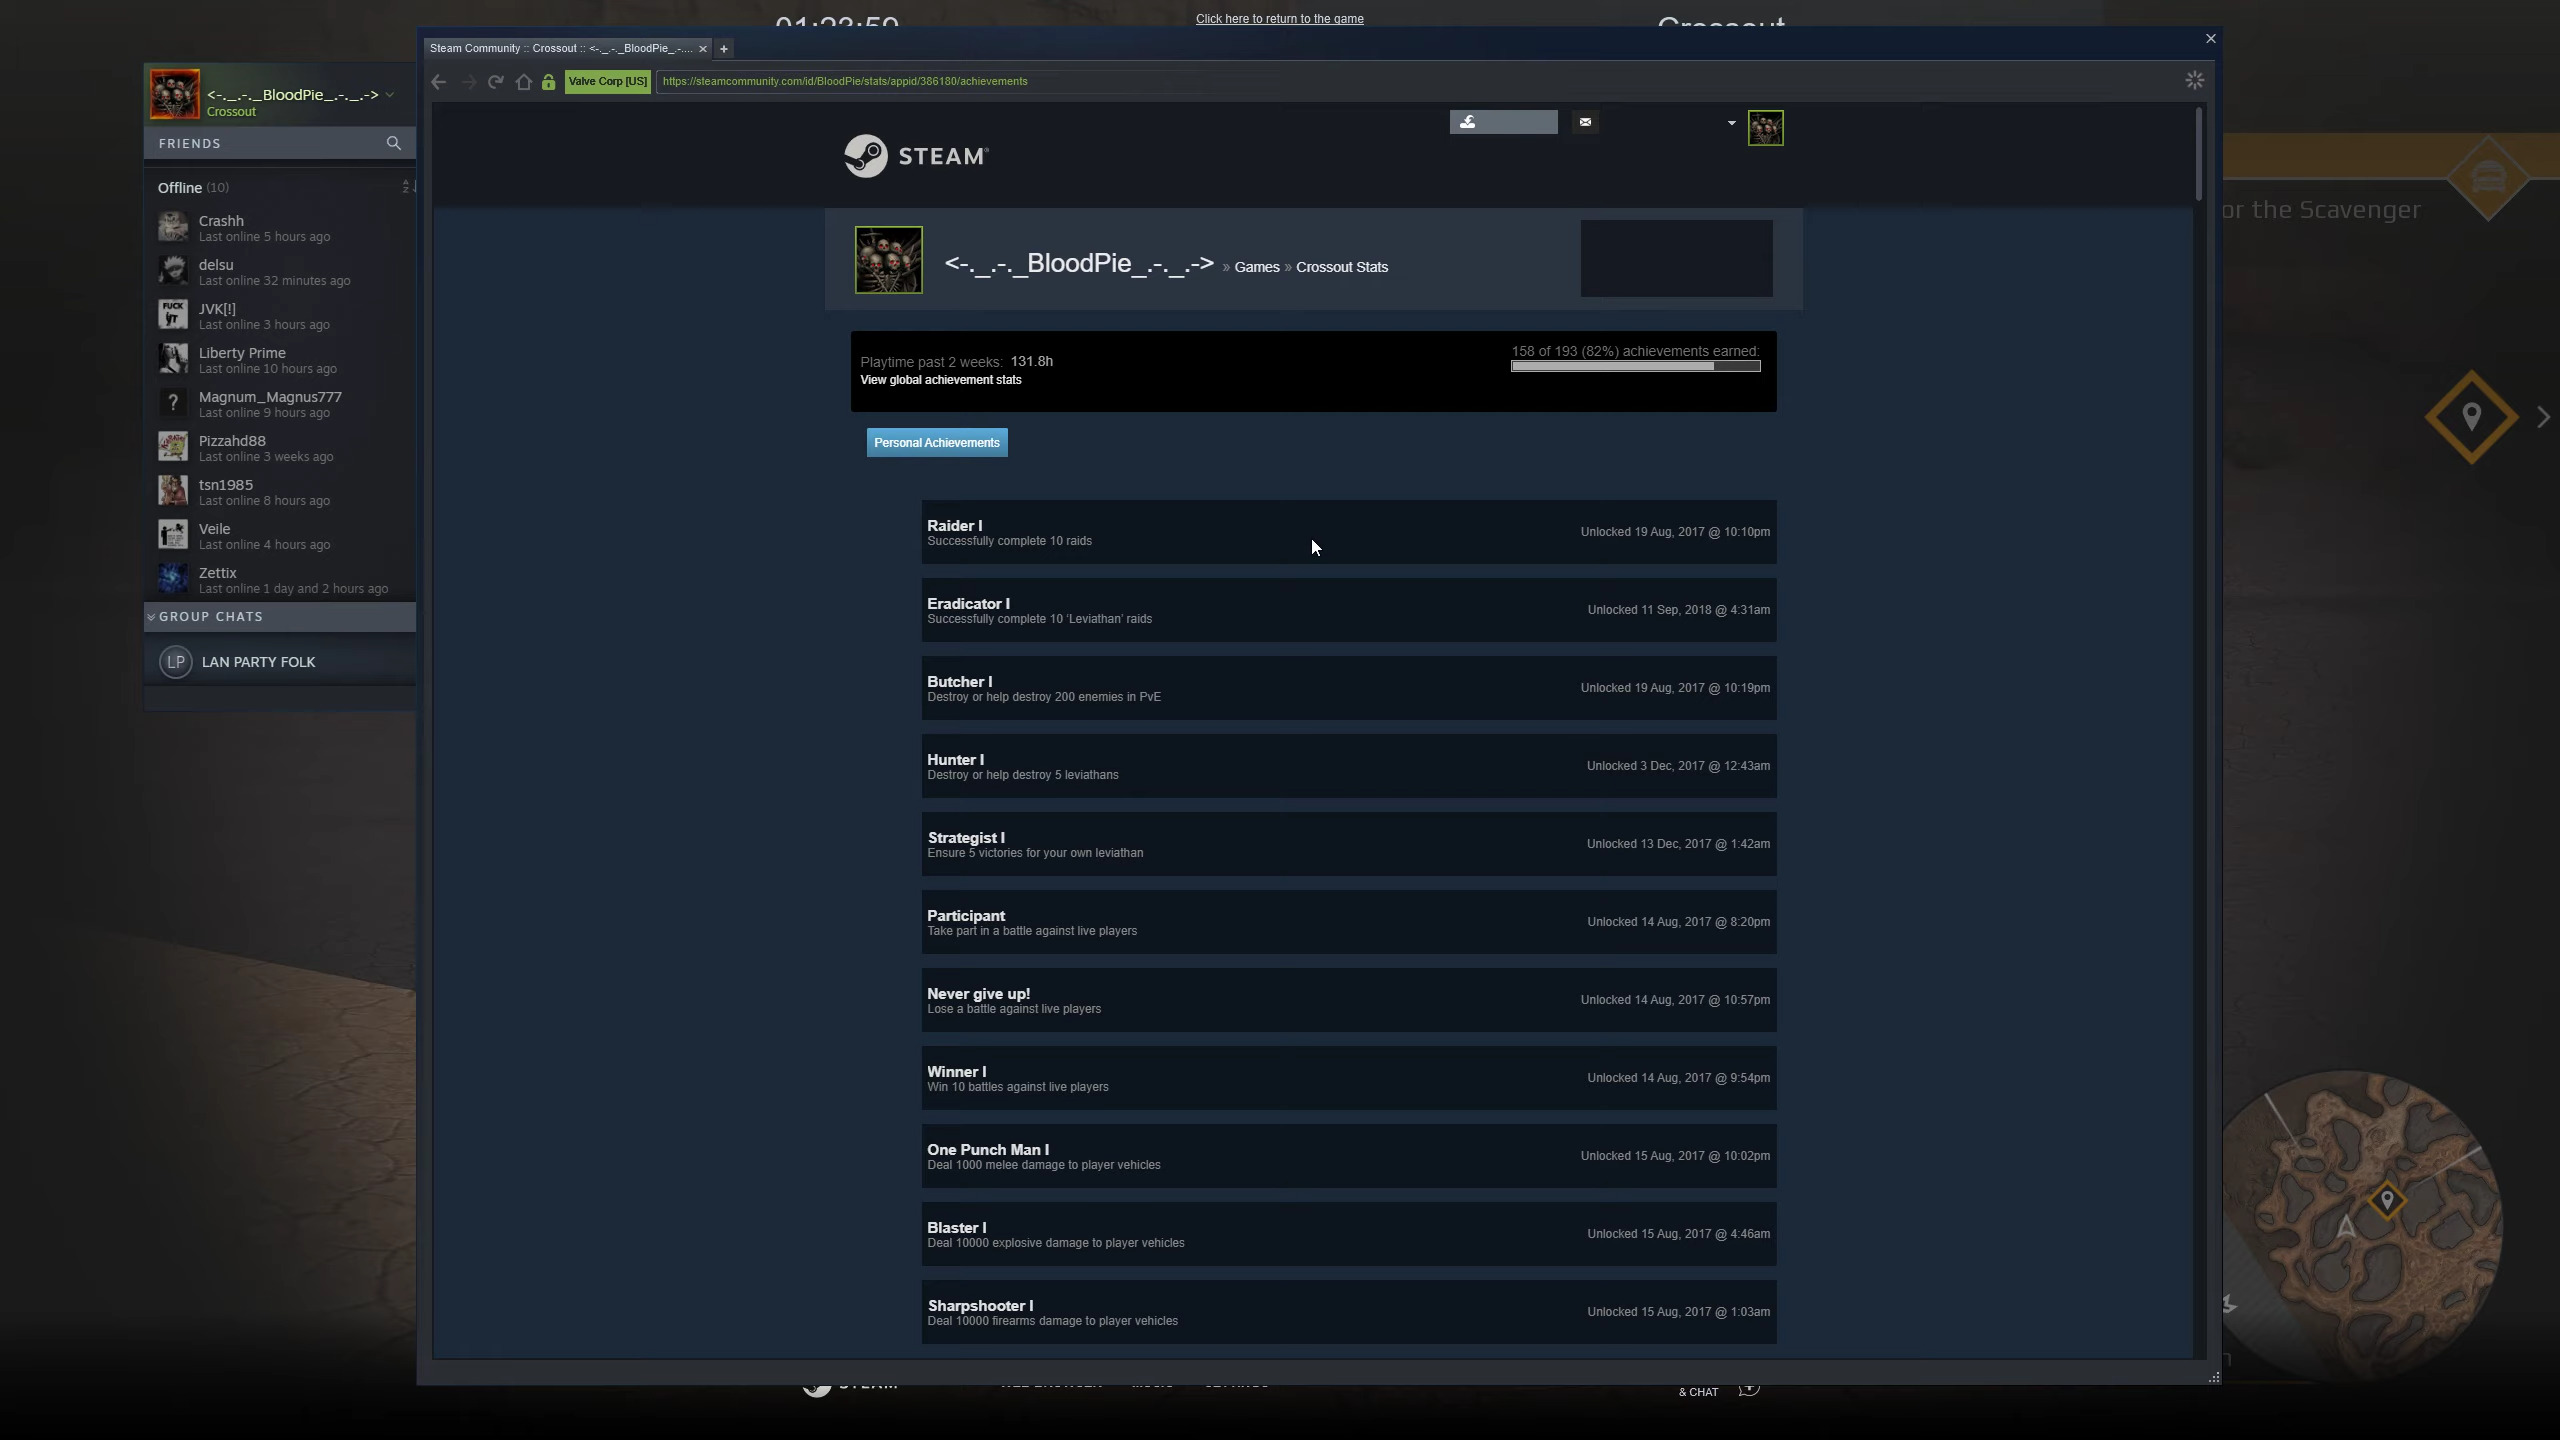 01:23:59
Click here to return to the game
Crossout
Steam Community :: Crossout :: <-._.-._BloodPie_.-....
Valve Corp [US]
https://steamcommunity.com/id/BloodPie/stats/appid/386180/achievements
<-._.-._BloodPie_.-._.->
Crossout
FRIENDS
Offline (10)
Crashh
Last online 5 hours ago
delsu
Last online 32 minutes ago
JVK[!]
Last online 3 hours ago
Liberty Prime
Last online 10 hours ago
Magnum_Magnus777
Last online 9 hours ago
Pizzahd88
Last online 3 weeks ago
tsn1985
Last online 8 hours ago
Veile
Last online 4 hours ago
Zettix
Last online 1 day and 2 hours ago
GROUP CHATS
LP LAN PARTY FOLK
STEAM®
<-._.-._BloodPie_.-._.-> » Games » Crossout Stats
Playtime past 2 weeks: 131.8h
View global achievement stats
158 of 193 (82%) achievements earned:
Personal Achievements
Raider I
Successfully complete 10 raids
Unlocked 19 Aug, 2017 @ 10:10pm
Eradicator I
Successfully complete 10 ‘Leviathan’ raids
Unlocked 11 Sep, 2018 @ 4:31am
Butcher I
Destroy or help destroy 200 enemies in PvE
Unlocked 19 Aug, 2017 @ 10:19pm
Hunter I
Destroy or help destroy 5 leviathans
Unlocked 3 Dec, 2017 @ 12:43am
Strategist I
Ensure 5 victories for your own leviathan
Unlocked 13 Dec, 2017 @ 1:42am
Participant
Take part in a battle against live players
Unlocked 14 Aug, 2017 @ 8:20pm
Never give up!
Lose a battle against live players
Unlocked 14 Aug, 2017 @ 10:57pm
Winner I
Win 10 battles against live players
Unlocked 14 Aug, 2017 @ 9:54pm
One Punch Man I
Deal 1000 melee damage to player vehicles
Unlocked 15 Aug, 2017 @ 10:02pm
Blaster I
Deal 10000 explosive damage to player vehicles
Unlocked 15 Aug, 2017 @ 4:46am
Sharpshooter I
Deal 10000 firearms damage to player vehicles
Unlocked 15 Aug, 2017 @ 1:03am
or the Scavenger
STEAM
& CHAT